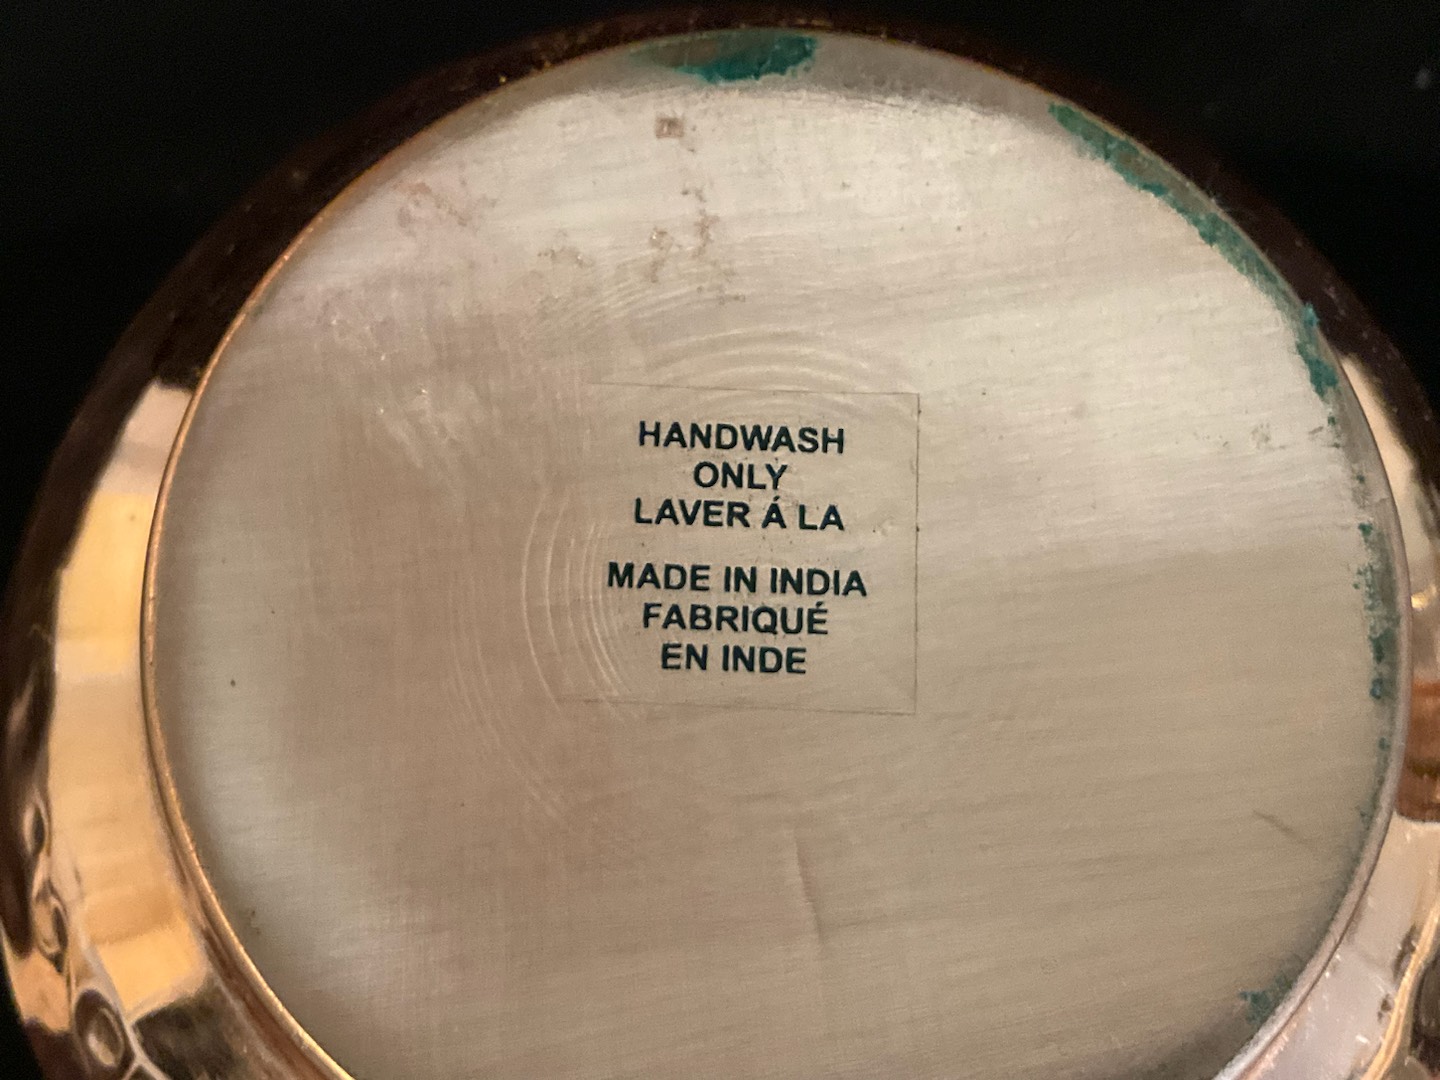 HANDWASH
ONLY
LAVER Á LA
MADE IN INDIA
FABRIQUÉ
EN INDE